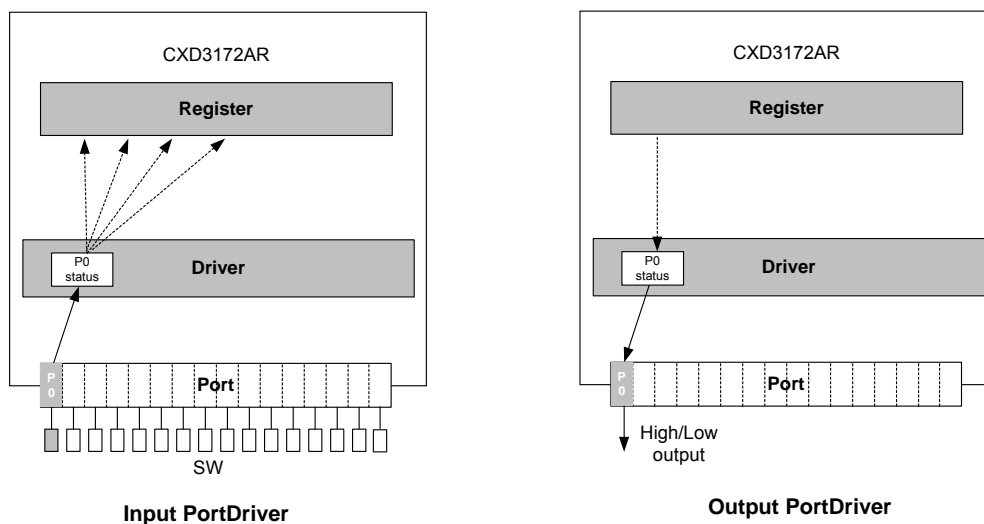 CXD3172AR
Register
P0
status
Driver
P
0
Port
SW
Input PortDriver
CXD3172AR
Register
P0
status
Driver
P
0
Port
High/Low
output
Output PortDriver